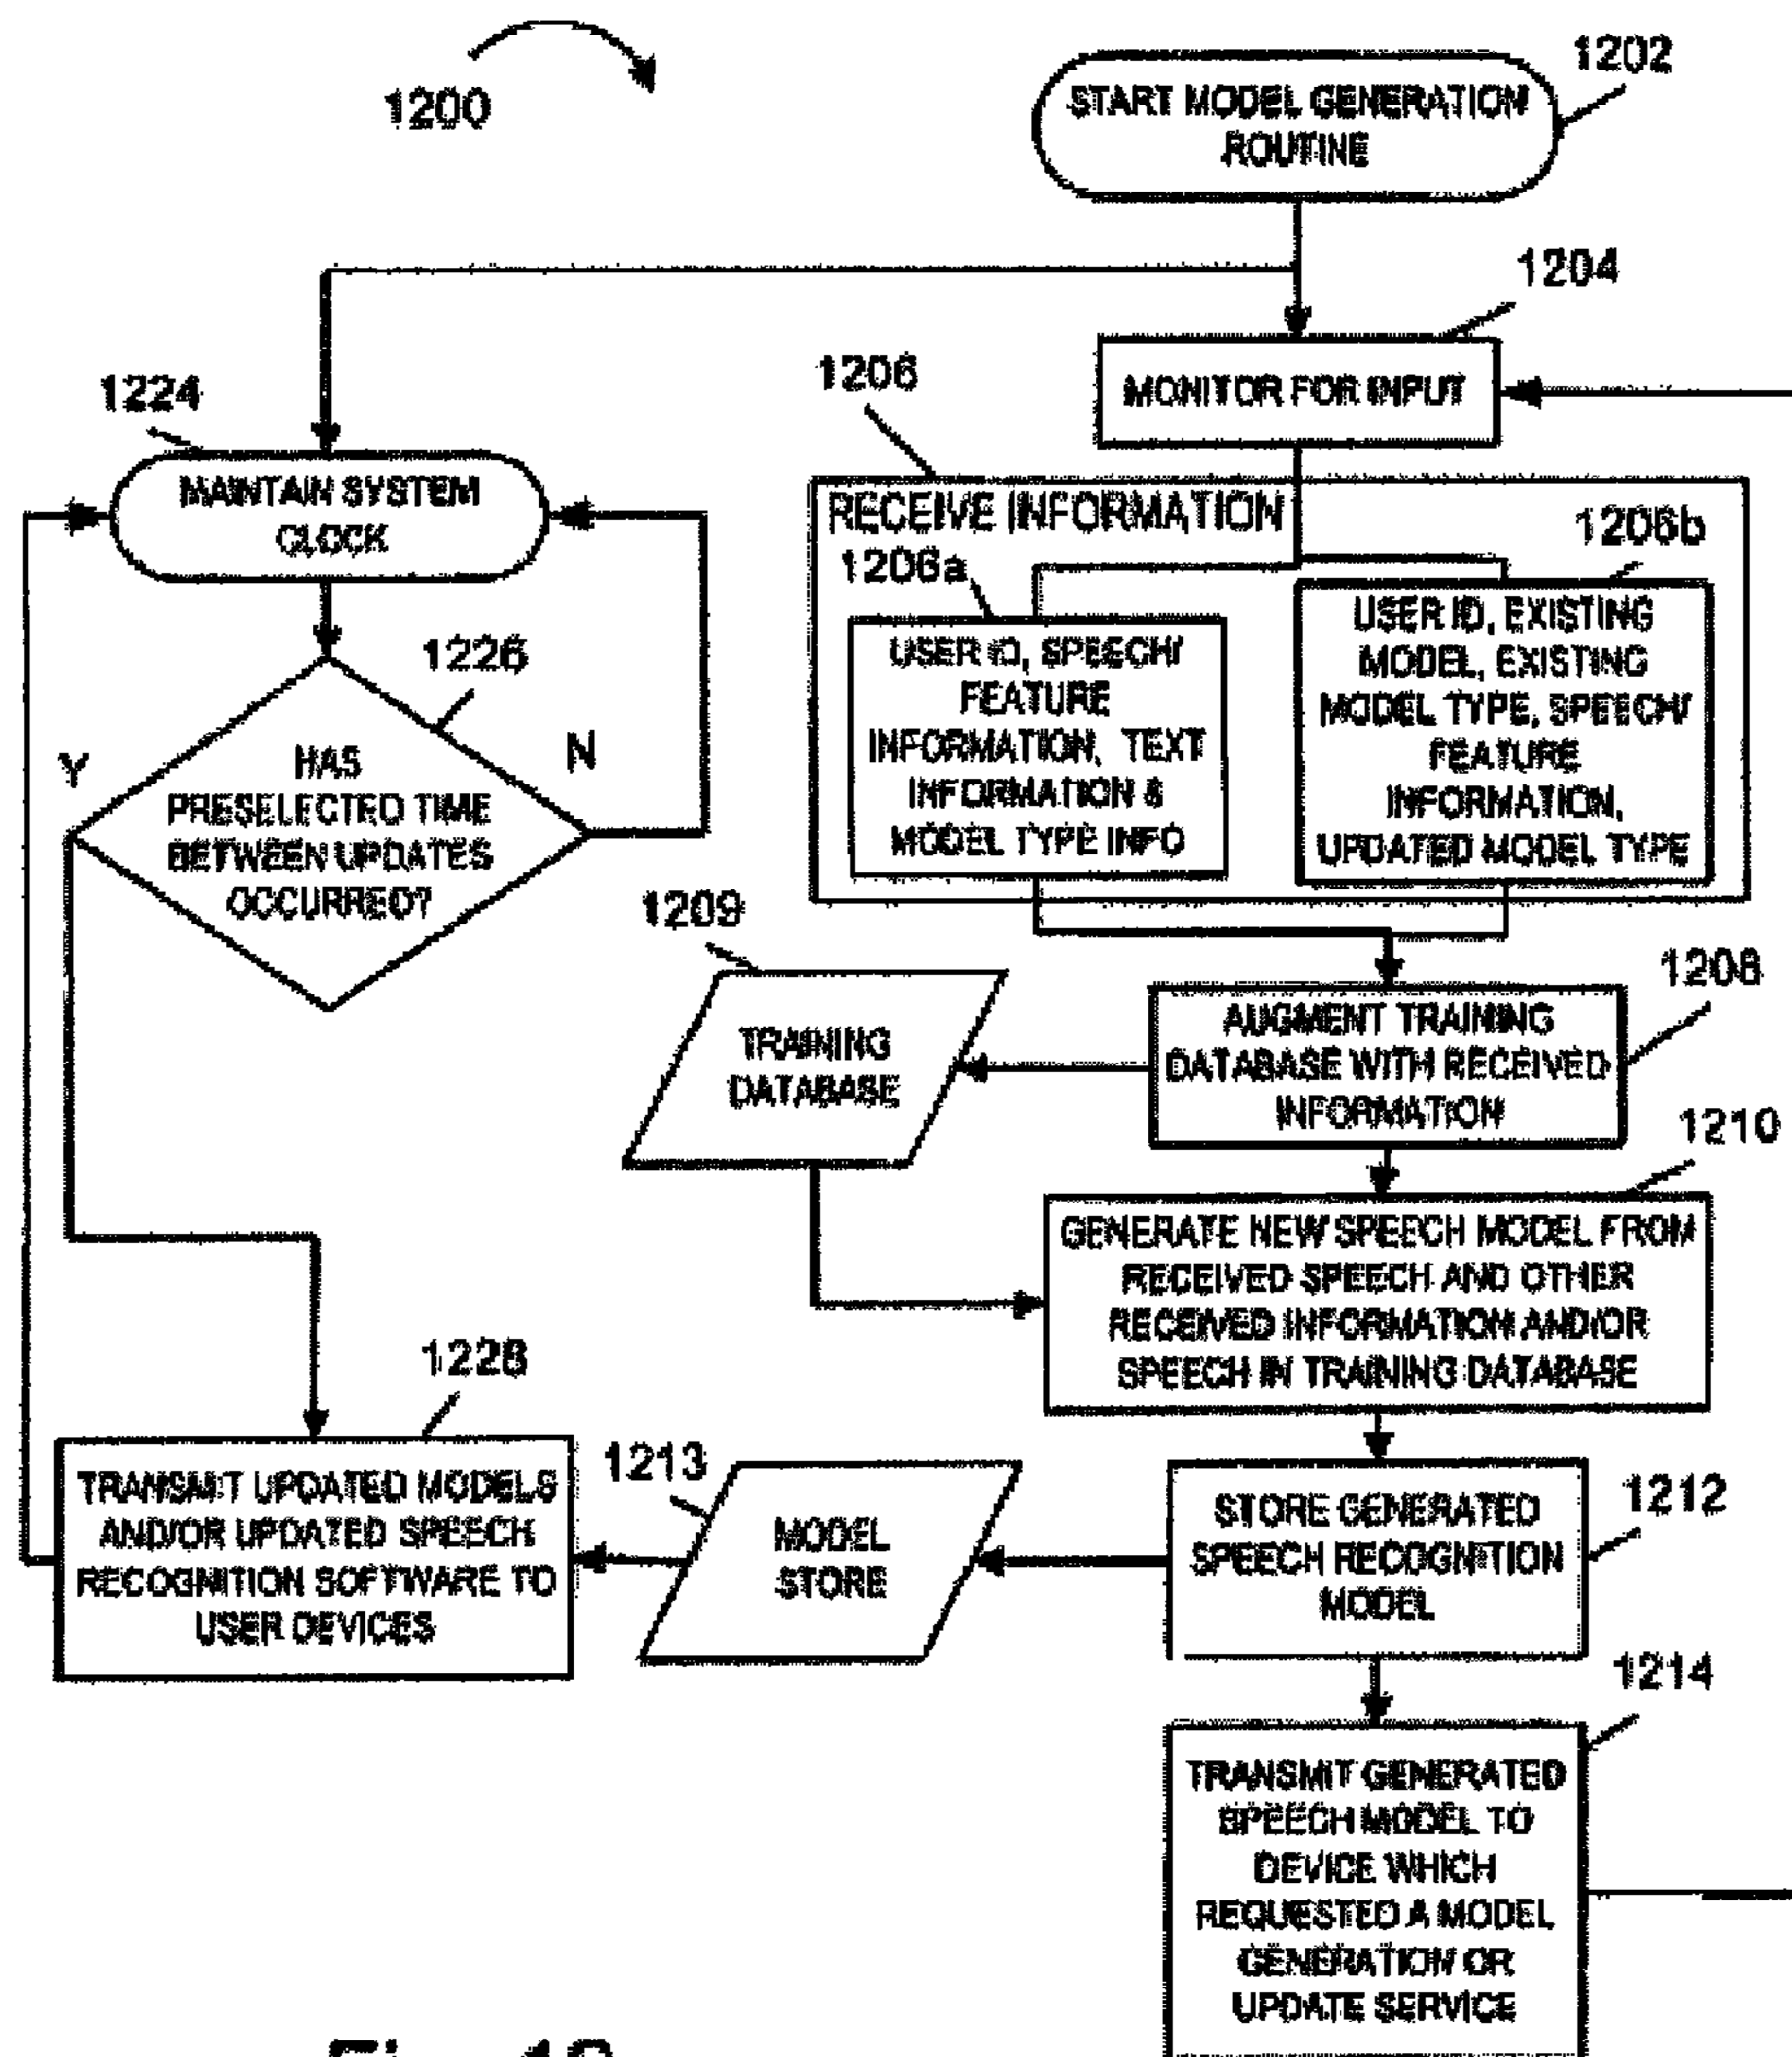 1200
1202
START MODEL GENERATION
ROUTINE
1204
MONITOR FOR INPUT
1206
RECEIVE INFORMATION
1206a
USER ID, SPEECH/
FEATURE
INFORMATION, TEXT
INFORMATION &
MODEL TYPE INFO
1206b
USER ID, EXISTING
MODEL, EXISTING
MODEL TYPE, SPEECH/
FEATURE
INFORMATION,
UPDATED MODEL TYPE
1224
MAINTAIN SYSTEM
CLOCK
1226
Y
N
HAS
PRESELECTED TIME
BETWEEN UPDATES
OCCURRED?
1209
TRAINING
DATABASE
1208
AUGMENT TRAINING
DATABASE WITH RECEIVED
INFORMATION
1210
GENERATE NEW SPEECH MODEL FROM
RECEIVED SPEECH AND OTHER
RECEIVED INFORMATION AND/OR
SPEECH IN TRAINING DATABASE
1228
TRANSMIT UPDATED MODELS
AND/OR UPDATED SPEECH
RECOGNITION SOFTWARE TO
USER DEVICES
1213
MODEL
STORE
1212
STORE GENERATED
SPEECH RECOGNITION
MODEL
1214
TRANSMIT GENERATED
SPEECH MODEL TO
DEVICE WHICH
REQUESTED A MODEL
GENERATION OR
UPDATE SERVICE